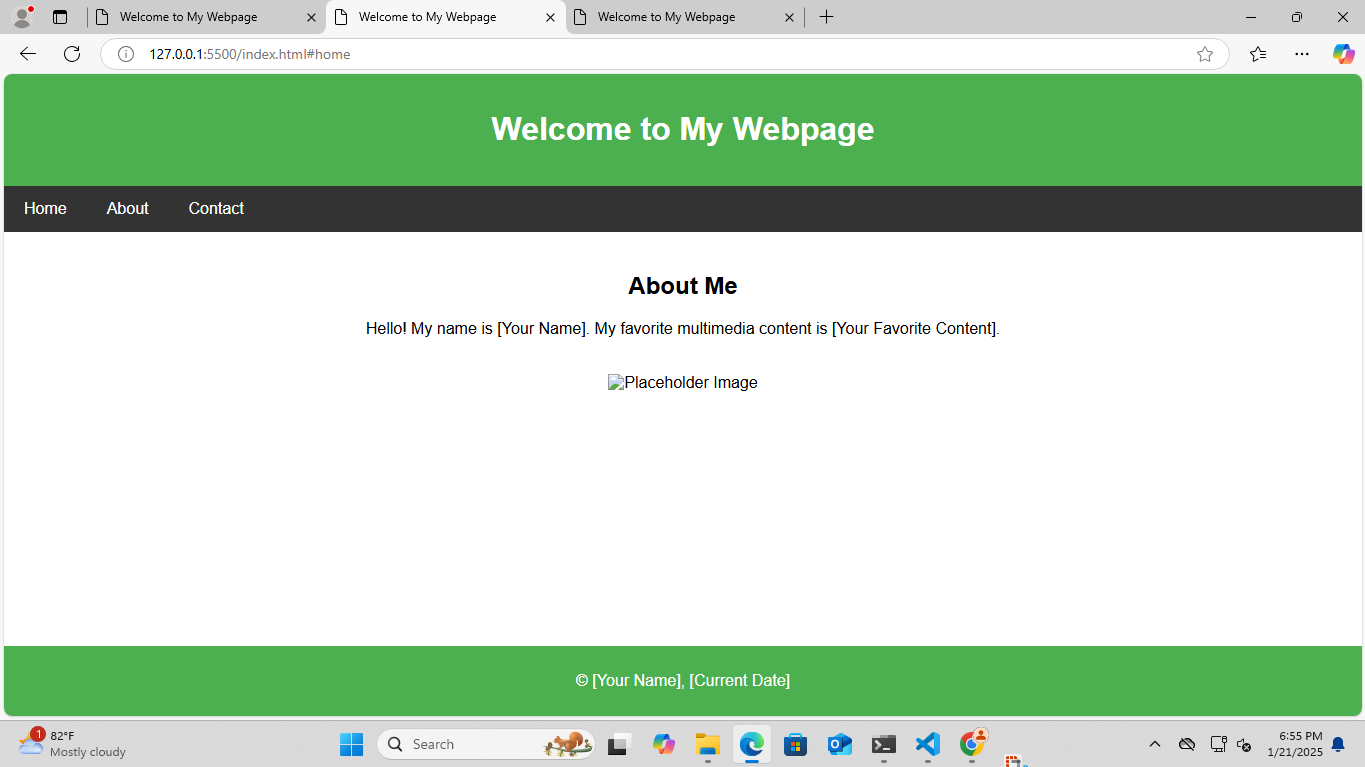 Welcome to My Webpage
Welcome to My Webpage
Welcome to My Webpage
127.0.0.1:5500/index.html#home
Welcome to My Webpage
Home About Contact
About Me
Hello! My name is [Your Name]. My favorite multimedia content is [Your Favorite Content].
Placeholder Image
© [Your Name], [Current Date]
1
82°F
Mostly cloudy
Search
6:55 PM
1/21/2025